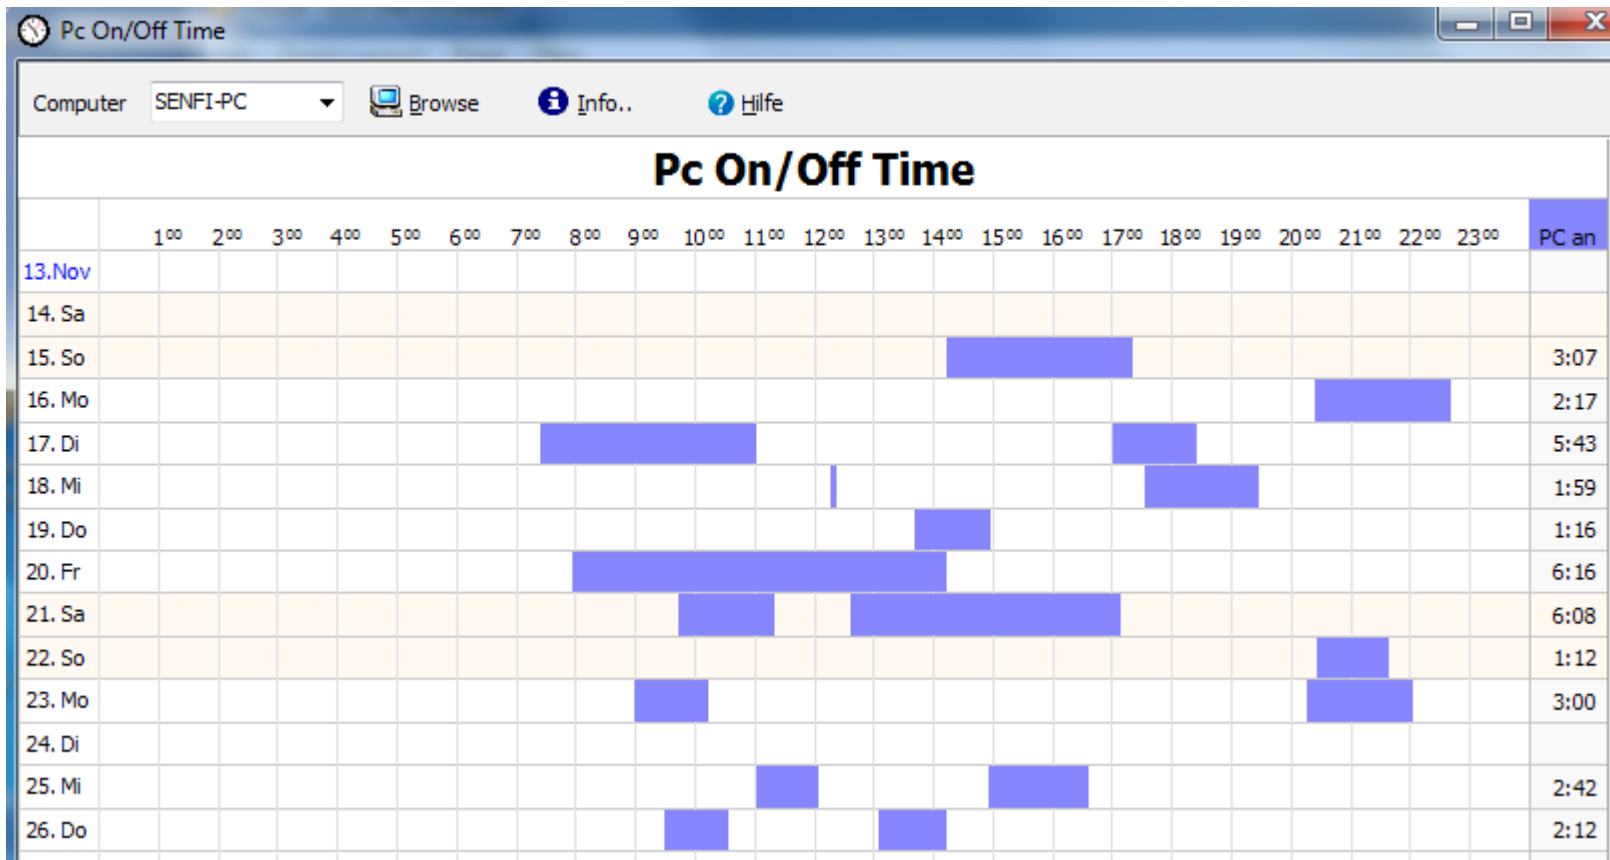 Pc On/Off Time
Computer SENFI-PC Browse Info.. Hilfe
Pc On/Off Time
1⁰⁰ 2⁰⁰ 3⁰⁰ 4⁰⁰ 5⁰⁰ 6⁰⁰ 7⁰⁰ 8⁰⁰ 9⁰⁰ 10⁰⁰ 11⁰⁰ 12⁰⁰ 13⁰⁰ 14⁰⁰ 15⁰⁰ 16⁰⁰ 17⁰⁰ 18⁰⁰ 19⁰⁰ 20⁰⁰ 21⁰⁰ 22⁰⁰ 23⁰⁰ PC an
13.Nov
14. Sa
15. So 3:07
16. Mo 2:17
17. Di 5:43
18. Mi 1:59
19. Do 1:16
20. Fr 6:16
21. Sa 6:08
22. So 1:12
23. Mo 3:00
24. Di
25. Mi 2:42
26. Do 2:12